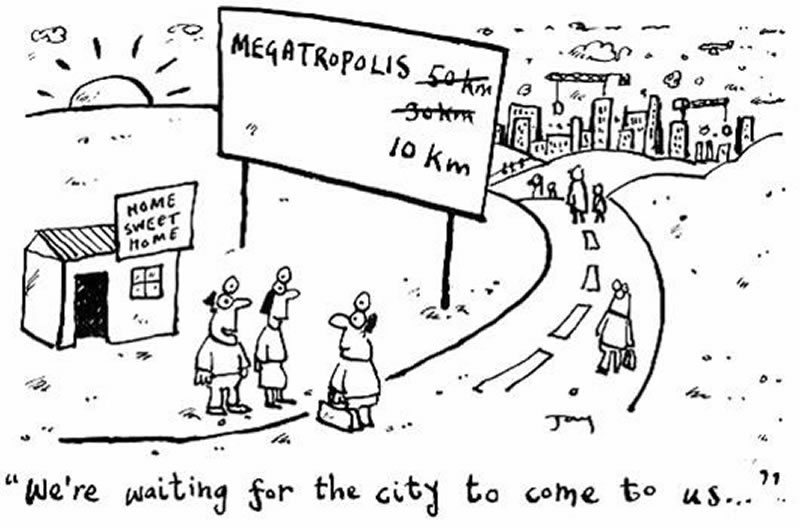 MEGATROPOLIS 50 km
30 km
10 km
HOME
SWEET
HOME
Jay
"We're waiting for the city to come to us..."